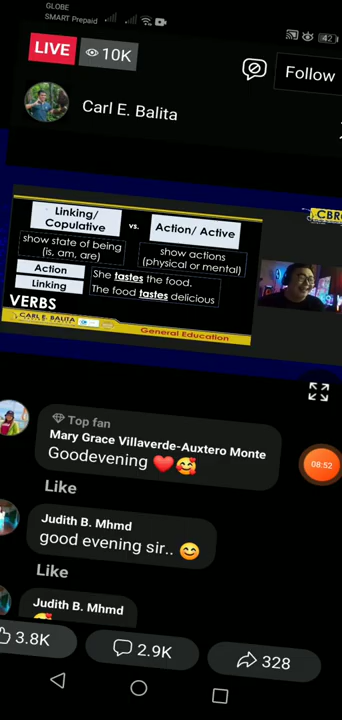 GLOBE
SMART Prepaid
42
LIVE
10K
Follow
Carl E. Balita
Linking/
Copulative
vs.
Action/ Active
show state of being
(is, am, are)
show actions
(physical or mental)
Action
She tastes the food.
Linking
The food tastes delicious
VERBS
CARL E. BALITA
General Education
CBRC
Top fan
Mary Grace Villaverde-Auxtero Monte
Goodevening ❤️🥰
Like
08:52
Judith B. Mhmd
good evening sir.. 😊
Like
Judith B. Mhmd
3.8K
2.9K
328